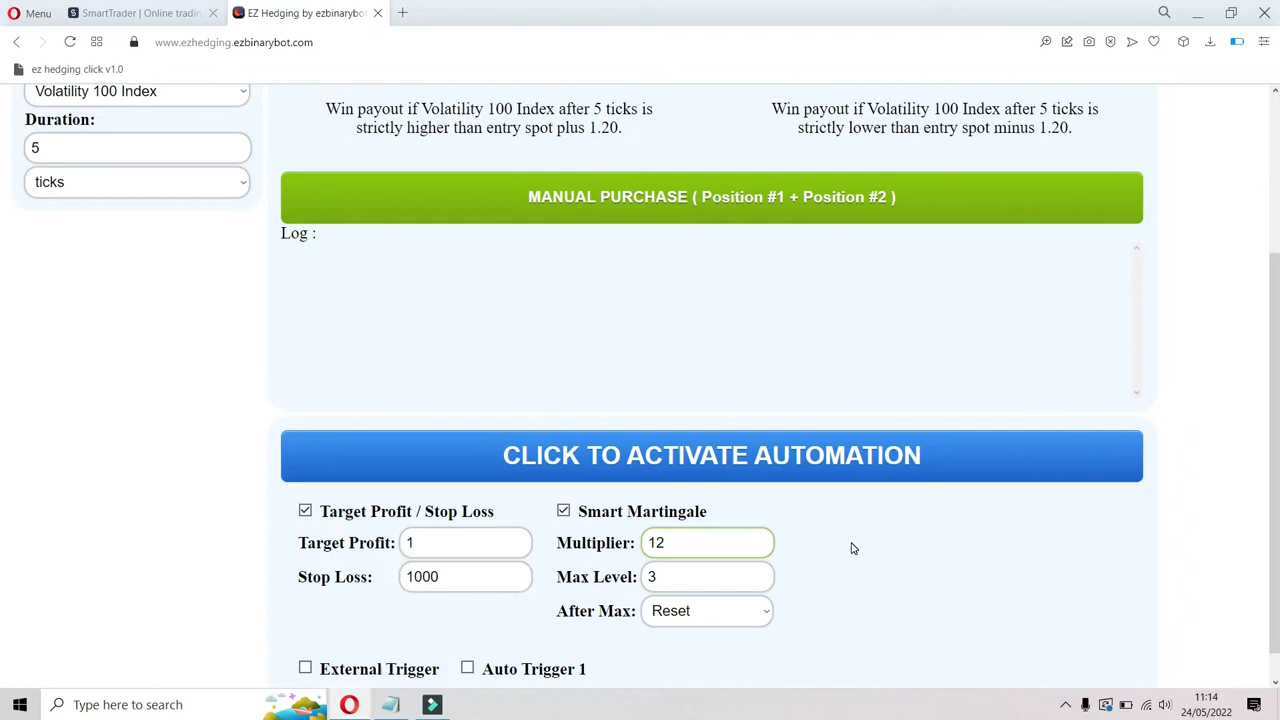 Menu
SmartTrader | Online tradin
EZ Hedging by ezbinarybot
www.ezhedging.ezbinarybot.com
ez hedging click v1.0
Volatility 100 Index
Duration:
5
ticks
Win payout if Volatility 100 Index after 5 ticks is
strictly higher than entry spot plus 1.20.
Win payout if Volatility 100 Index after 5 ticks is
strictly lower than entry spot minus 1.20.
MANUAL PURCHASE ( Position #1 + Position #2 )
Log :
CLICK TO ACTIVATE AUTOMATION
Target Profit / Stop Loss
Target Profit: 1
Stop Loss: 1000
Smart Martingale
Multiplier: 12
Max Level: 3
After Max: Reset
External Trigger
Auto Trigger 1
Type here to search
11:14
24/05/2022